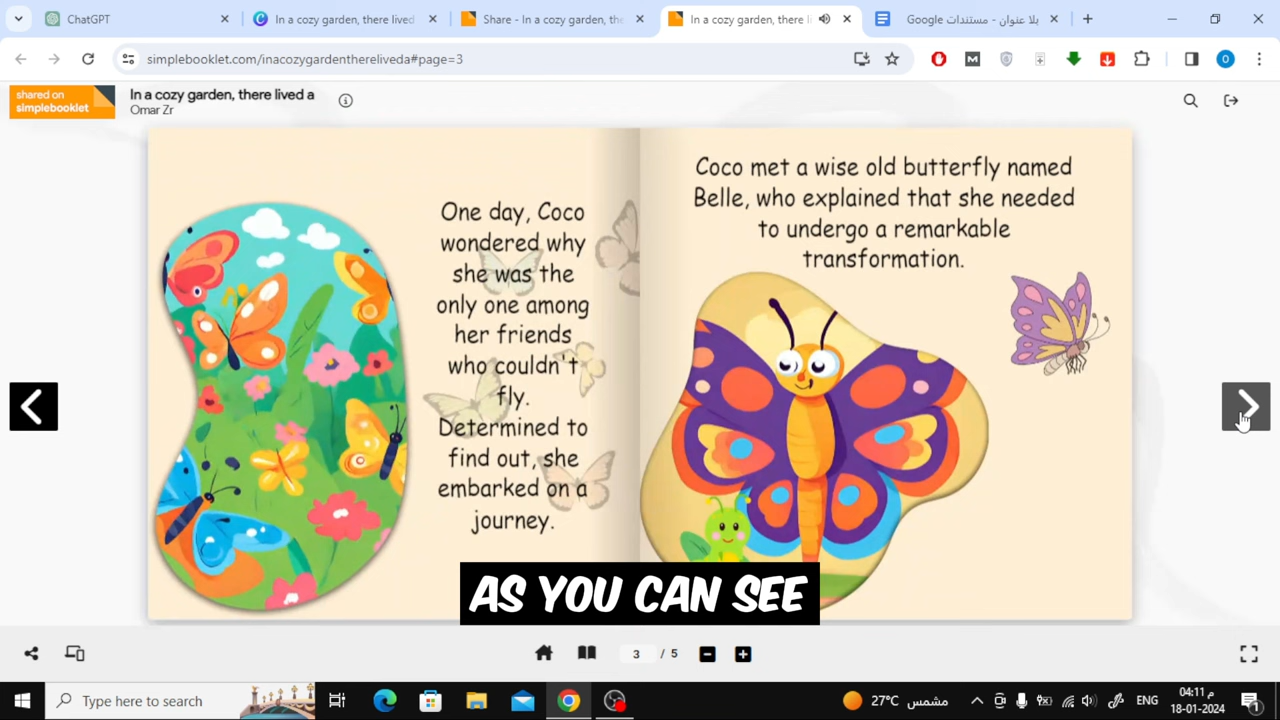 ChatGPT
In a cozy garden, there lived
Share - In a cozy garden, the
In a cozy garden, there li
بلا عنوان - مستندات Google
simplebooklet.com/inacozygardenthereliveda#page=3
shared on
simplebooklet
In a cozy garden, there lived a
Omar Zr
One day, Coco
wondered why
she was the
only one among
her friends
who couldn't
fly.
Determined to
find out, she
embarked on a
journey.
Coco met a wise old butterfly named
Belle, who explained that she needed
to undergo a remarkable
transformation.
AS YOU CAN SEE
3 / 5
Type here to search
27°C مشمس
ENG
04:11 م
18-01-2024
1